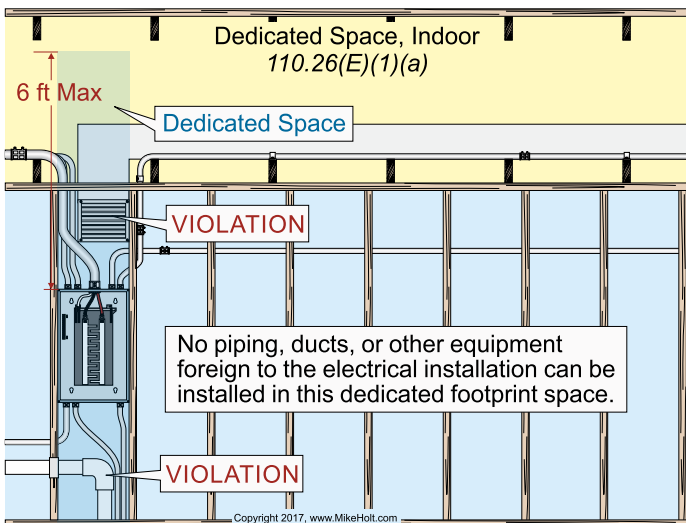 Dedicated Space, Indoor
110.26(E)(1)(a)
6 ft Max
Dedicated Space
VIOLATION
No piping, ducts, or other equipment
foreign to the electrical installation can be
installed in this dedicated footprint space.
VIOLATION
Copyright 2017, www.MikeHolt.com